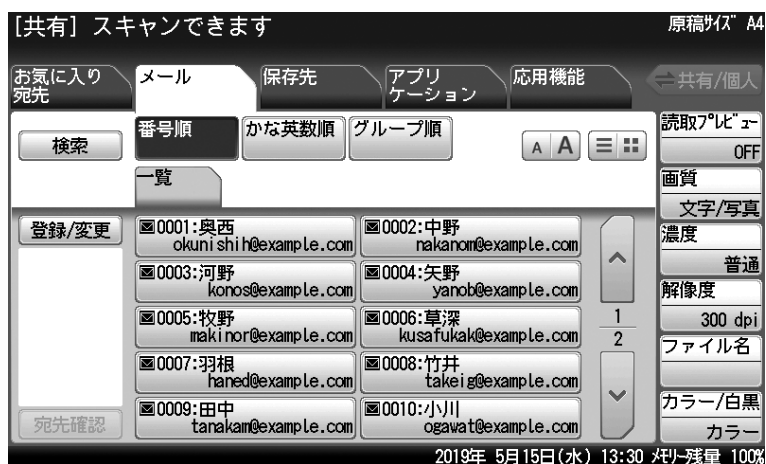 [共有] スキャンできます
原稿ｻｲｽﾞ A4
お気に入り
宛先
メール
保存先
アプリ
ケーション
応用機能
共有/個人
検索
番号順
かな英数順
グループ順
A A
一覧
登録/変更
0001:奥西
okunishih@example.com
0002:中野
nakanom@example.com
0003:河野
konos@example.com
0004:矢野
yanob@example.com
0005:牧野
makinor@example.com
0006:草深
kusafukak@example.com
0007:羽根
haned@example.com
0008:竹井
takeig@example.com
0009:田中
tanakam@example.com
0010:小川
ogawat@example.com
1
2
宛先確認
読取ﾌﾟﾚﾋﾞｭｰ
OFF
画質
文字/写真
濃度
普通
解像度
300 dpi
ファイル名
カラー/白黒
カラー
2019年 5月15日(水) 13:30 ﾒﾓﾘｰ残量 100%